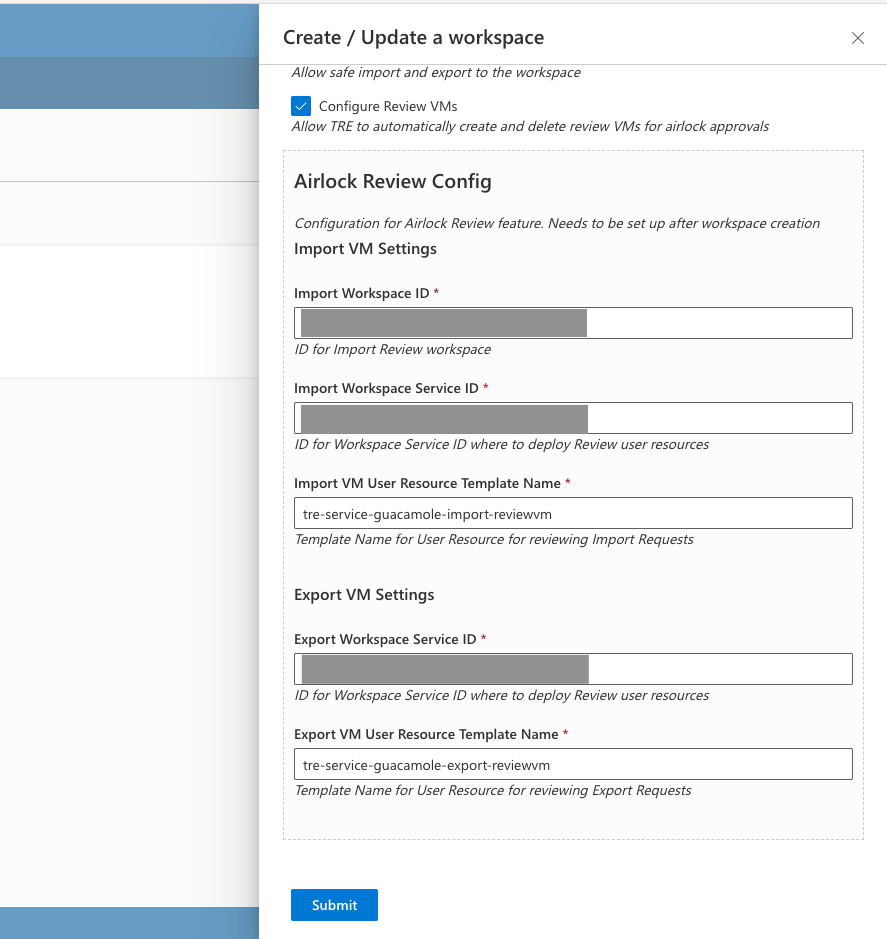 Create / Update a workspace
Allow safe import and export to the workspace
Configure Review VMs
Allow TRE to automatically create and delete review VMs for airlock approvals
Airlock Review Config
Configuration for Airlock Review feature. Needs to be set up after workspace creation
Import VM Settings
Import Workspace ID *
ID for Import Review workspace
Import Workspace Service ID *
ID for Workspace Service ID where to deploy Review user resources
Import VM User Resource Template Name *
tre-service-guacamole-import-reviewvm
Template Name for User Resource for reviewing Import Requests
Export VM Settings
Export Workspace Service ID *
ID for Workspace Service ID where to deploy Review user resources
Export VM User Resource Template Name *
tre-service-guacamole-export-reviewvm
Template Name for User Resource for reviewing Export Requests
Submit